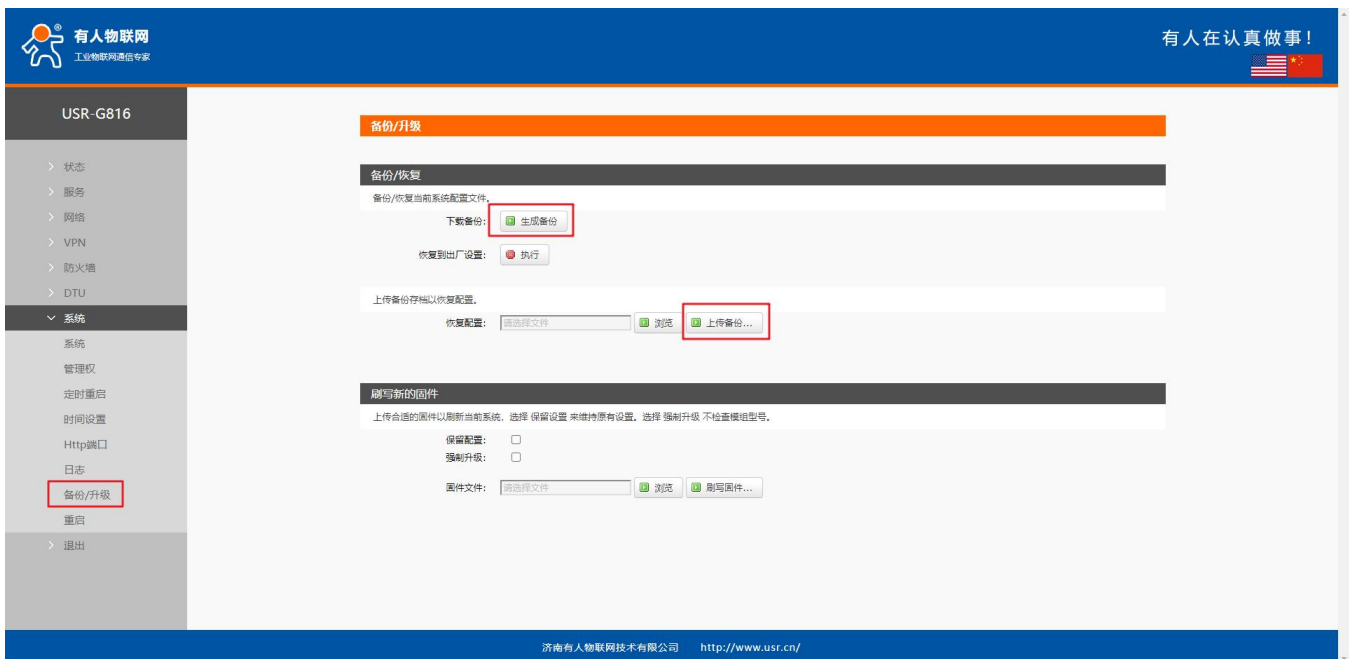 有人物联网
工业物联网通信专家
有人在认真做事!
USR-G816
状态
服务
网络
VPN
防火墙
DTU
系统
系统
管理权
定时重启
时间设置
Http端口
日志
备份/升级
重启
退出
备份/升级
备份/恢复
备份/恢复当前系统配置文件。
下载备份: 生成备份
恢复到出厂设置: 执行
上传备份存档以恢复配置。
恢复配置: 请选择文件 浏览 上传备份...
刷写新的固件
上传合适的固件以刷新当前系统, 选择 保留设置 来维持原有设置。选择 强制升级 不检查模组型号。
保留配置:
强制升级:
固件文件: 请选择文件 浏览 刷写固件...
济南有人物联网技术有限公司 http://www.usr.cn/